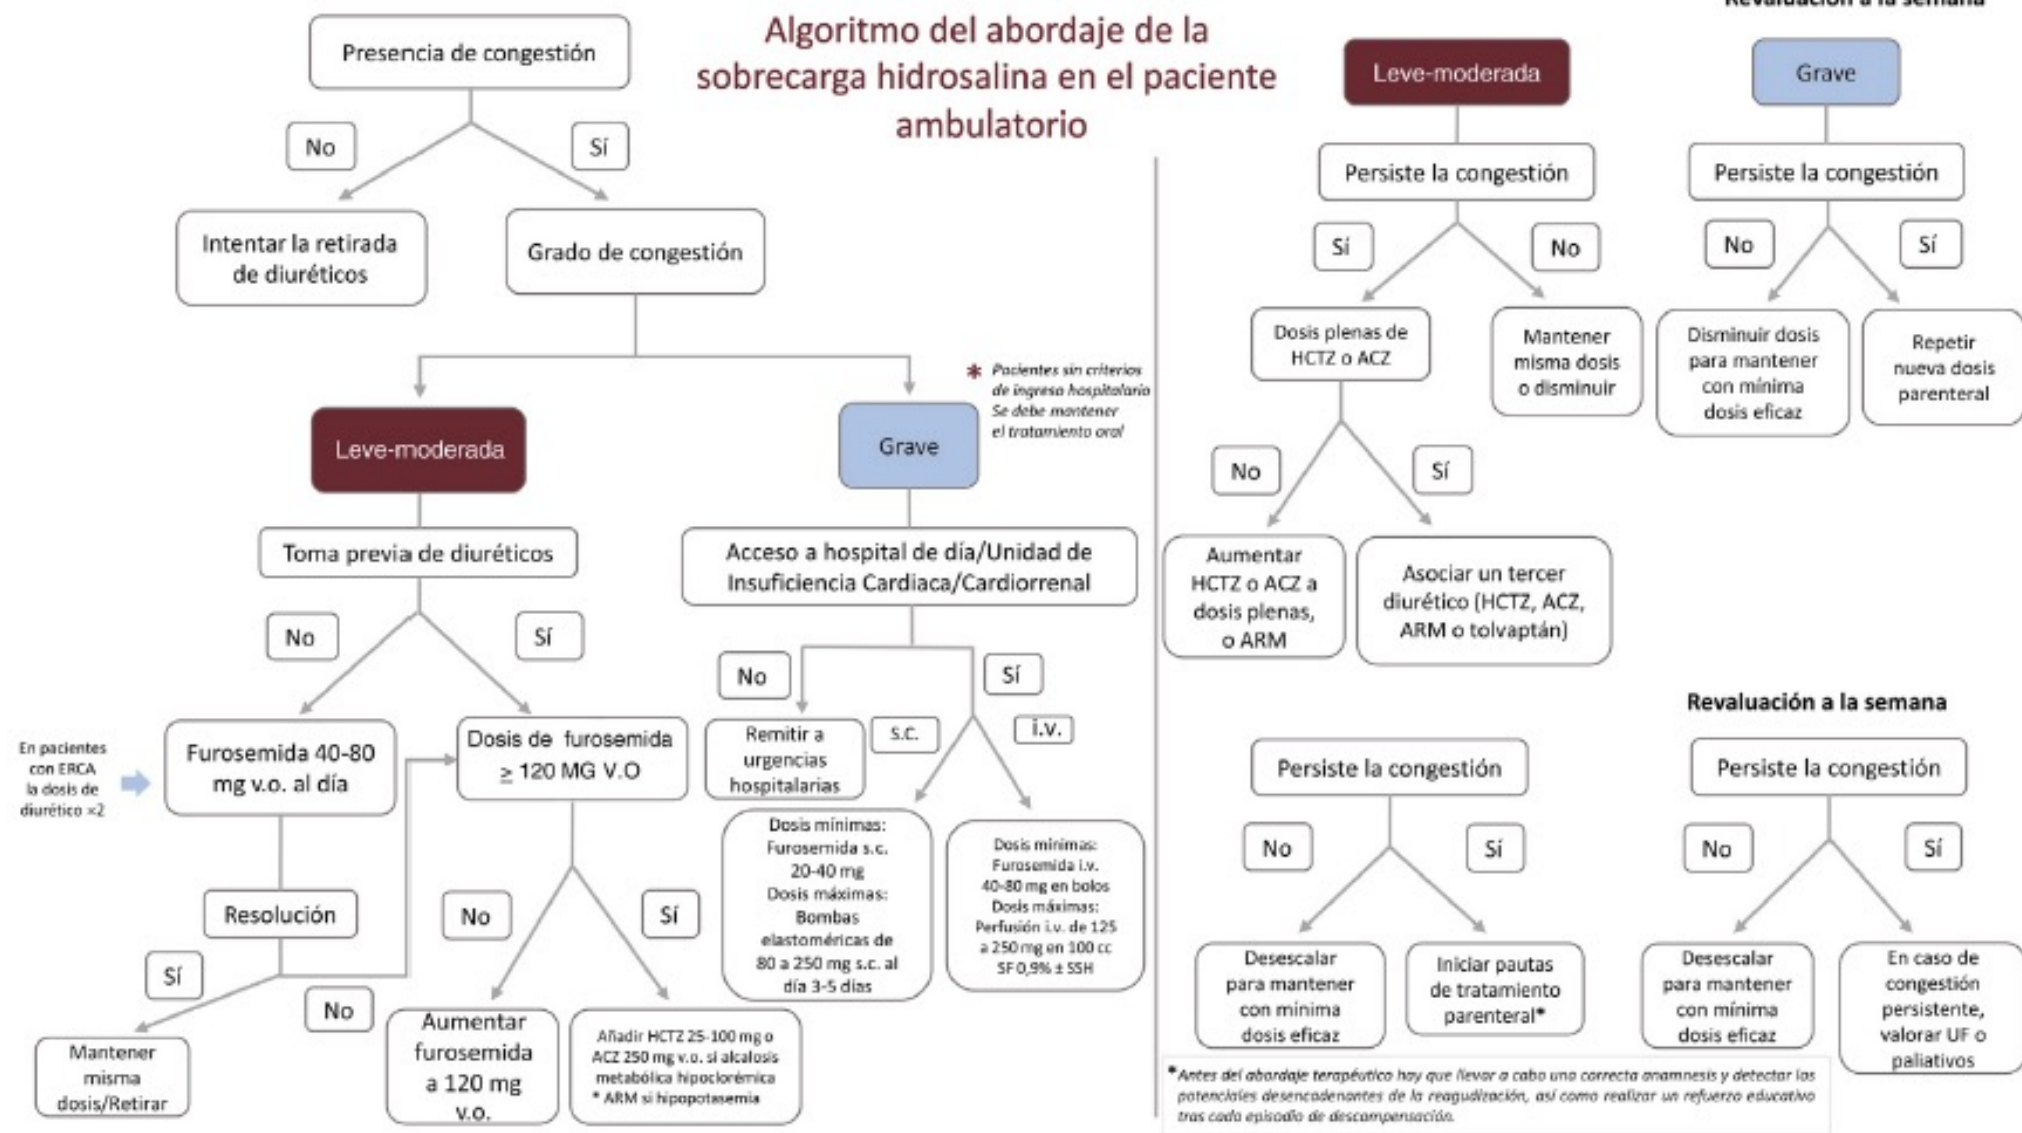 Algoritmo del abordaje de la
sobrecarga hidrosalina en el paciente
ambulatorio
Presencia de congestión
No
Sí
Intentar la retirada
de diuréticos
Grado de congestión
* Pacientes sin criterios
de ingreso hospitalario
Se debe mantener
el tratamiento oral
Leve-moderada
Grave
Toma previa de diuréticos
Acceso a hospital de día/Unidad de
Insuficiencia Cardiaca/Cardiorrenal
No
Sí
No
Sí
s.c.
i.v.
En pacientes
con ERCA
la dosis de
diurético ×2
Furosemida 40-80
mg v.o. al día
Dosis de furosemida
≥ 120 MG V.O
Remitir a
urgencias
hospitalarias
Dosis mínimas:
Furosemida s.c.
20-40 mg
Dosis máximas:
Bombas
elastoméricas de
80 a 250 mg s.c. al
día 3-5 días
Dosis mínimas:
Furosemida i.v.
40-80 mg en bolos
Dosis máximas:
Perfusión i.v. de 125
a 250 mg en 100 cc
SF 0,9% ± SSH
Resolución
No
Sí
Sí
No
Mantener
misma
dosis/Retirar
Aumentar
furosemida
a 120 mg
v.o.
Añadir HCTZ 25-100 mg o
ACZ 250 mg v.o. si alcalosis
metabólica hipoclorémica
* ARM si hipopotasemia
Revaluación a la semana
Leve-moderada
Grave
Persiste la congestión
Persiste la congestión
Sí
No
No
Sí
Dosis plenas de
HCTZ o ACZ
Mantener
misma dosis
o disminuir
Disminuir dosis
para mantener
con mínima
dosis eficaz
Repetir
nueva dosis
parenteral
No
Sí
Aumentar
HCTZ o ACZ a
dosis plenas,
o ARM
Asociar un tercer
diurético (HCTZ, ACZ,
ARM o tolvaptán)
Revaluación a la semana
Persiste la congestión
Persiste la congestión
No
Sí
No
Sí
Desescalar
para mantener
con mínima
dosis eficaz
Iniciar pautas
de tratamiento
parenteral*
Desescalar
para mantener
con mínima
dosis eficaz
En caso de
congestión
persistente,
valorar UF o
paliativos
*Antes del abordaje terapéutico hay que llevar a cabo una correcta anamnesis y detectar los
potenciales desencadenantes de la reagudización, así como realizar un refuerzo educativo
tras cada episodio de descompensación.